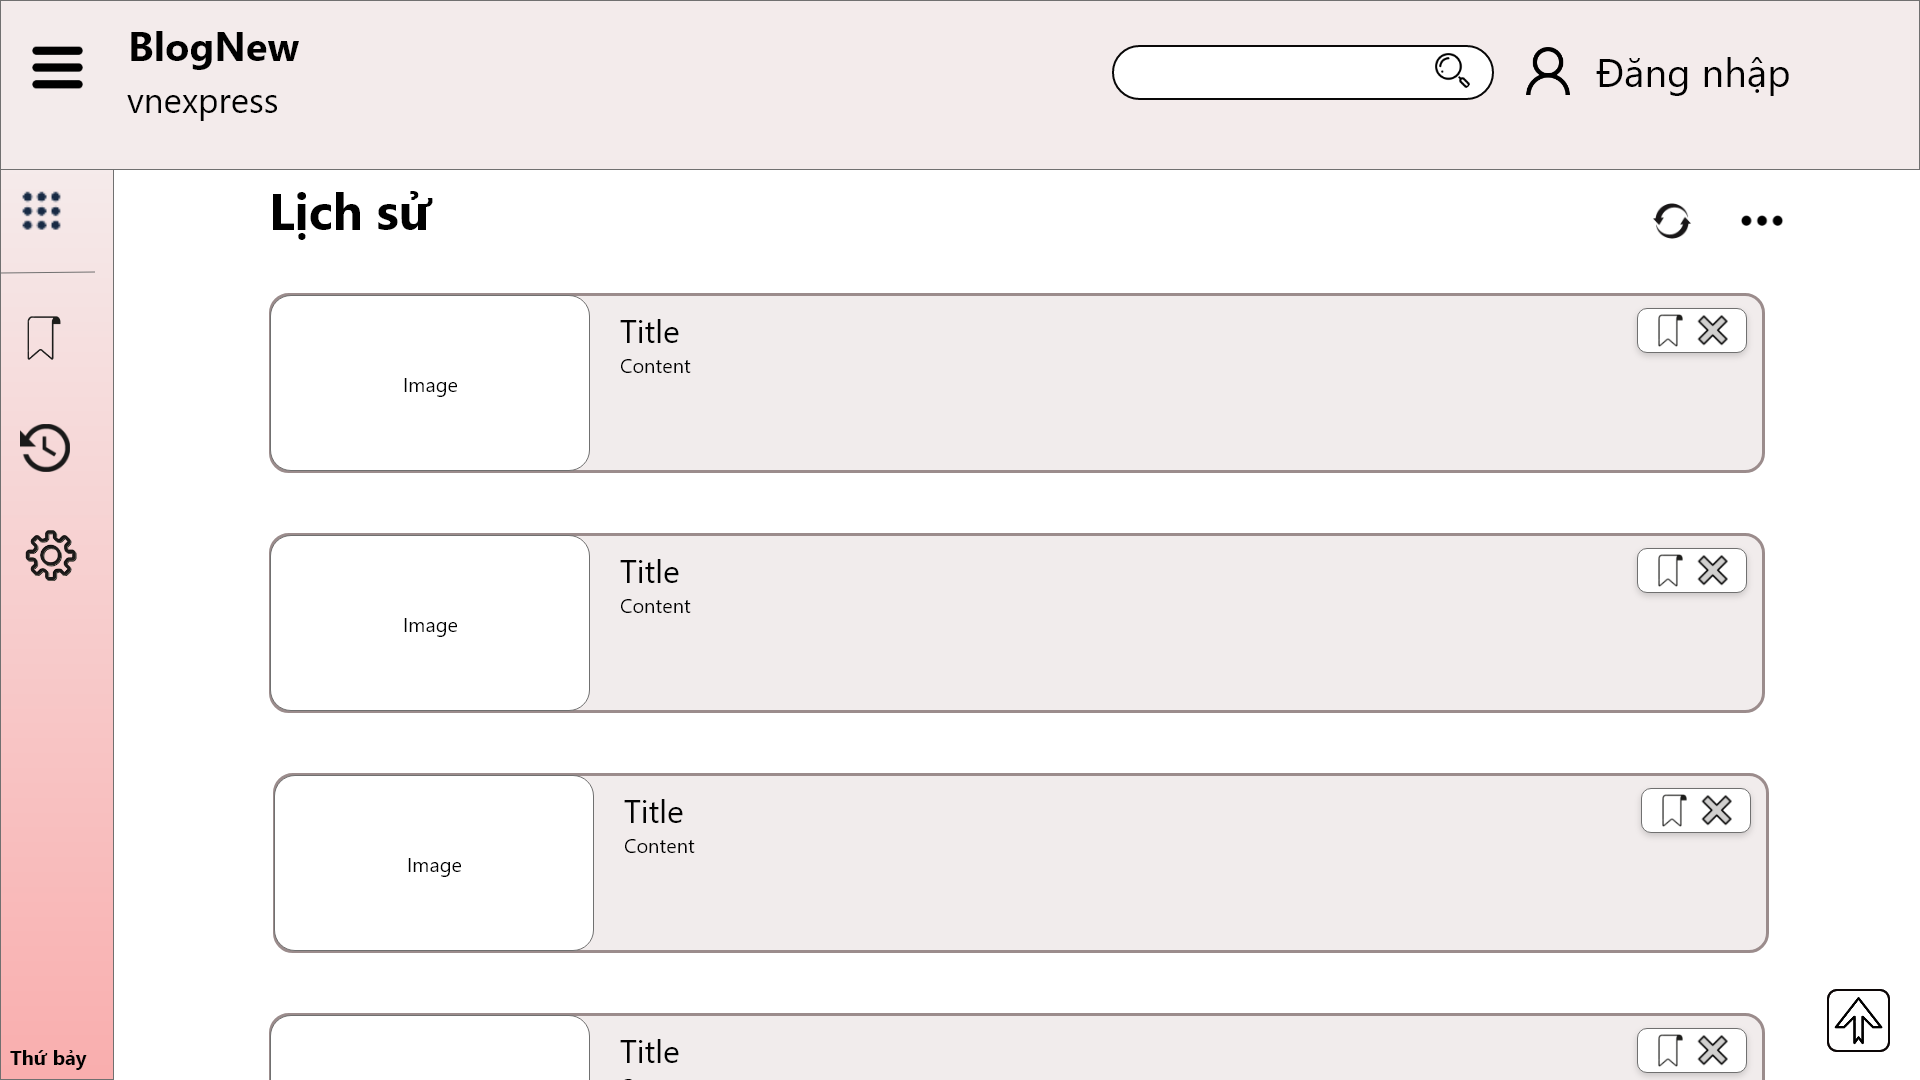 BlogNew
vnexpress
Đăng nhập
Lịch sử
Image
Title
Content
Image
Title
Content
Image
Title
Content
Title
Thứ bảy